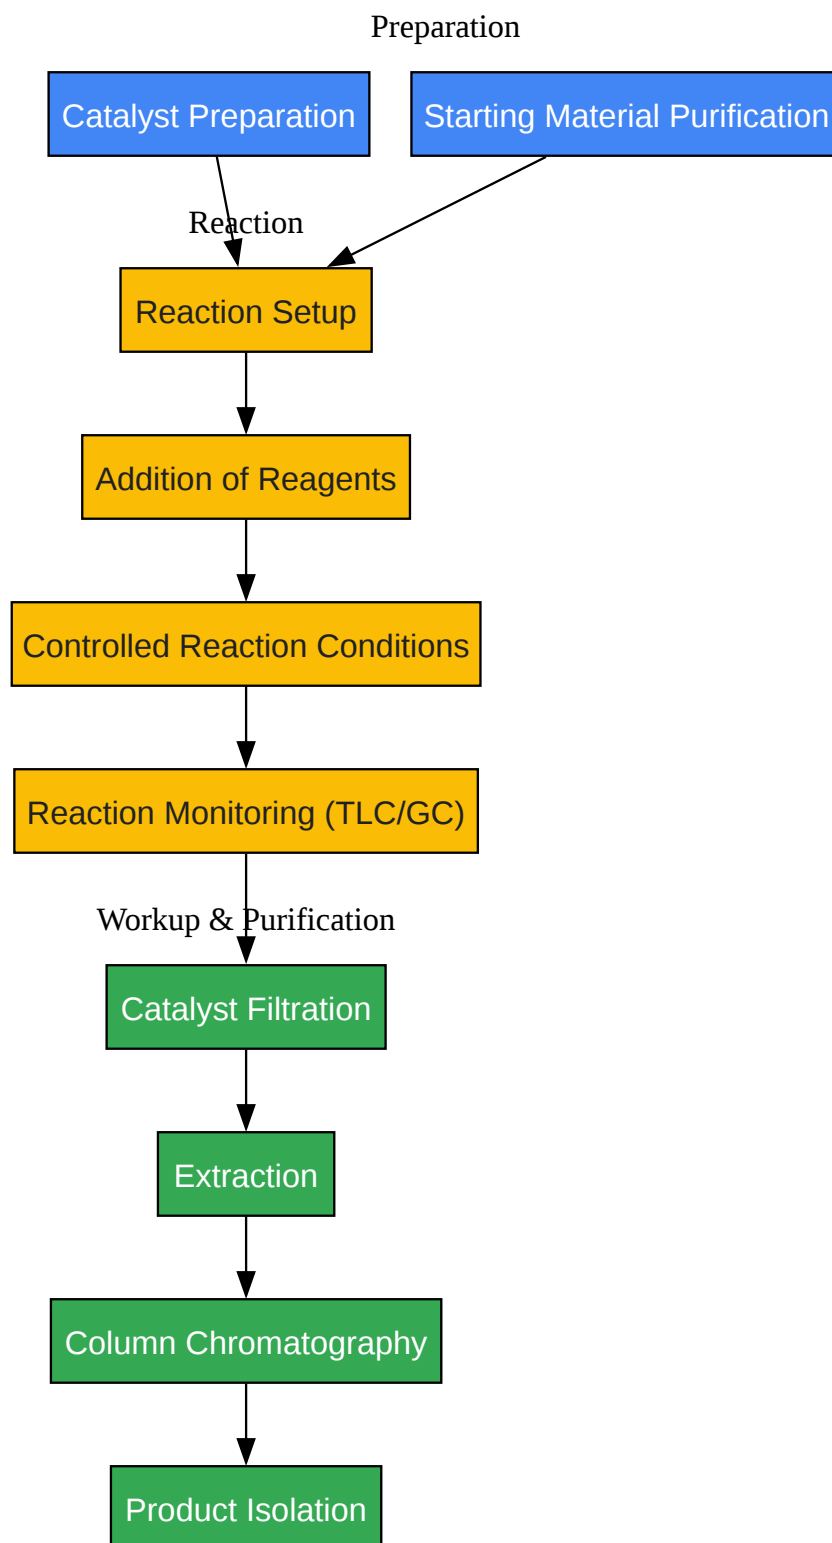 Preparation
Catalyst Preparation
Starting Material Purification
Reaction
Reaction Setup
Addition of Reagents
Controlled Reaction Conditions
Reaction Monitoring (TLC/GC)
Workup & Purification
Catalyst Filtration
Extraction
Column Chromatography
Product Isolation